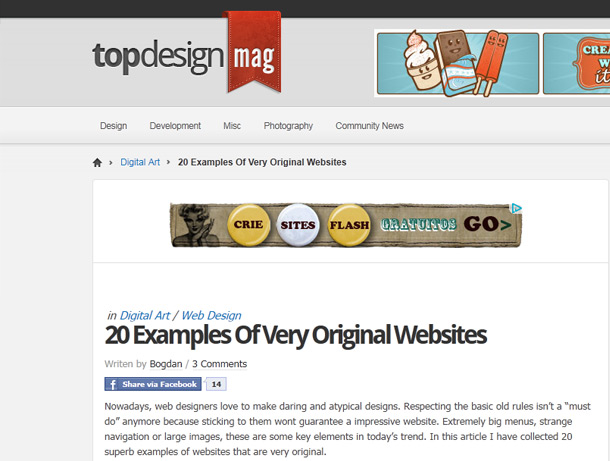 topdesign mag
CREA
W
it
Design Development Misc Photography Community News
Digital Art 20 Examples Of Very Original Websites
CRIE SITES FLASH GRATUITOS GO>
in Digital Art / Web Design
20 Examples Of Very Original Websites
Writen by Bogdan / 3 Comments
f Share via Facebook 14
Nowadays, web designers love to make daring and atypical designs. Respecting the basic old rules isn't a “must
do” anymore because sticking to them wont guarantee a impressive website. Extremely big menus, strange
navigation or large images, these are some key elements in today's trend. In this article I have collected 20
superb examples of websites that are very original.